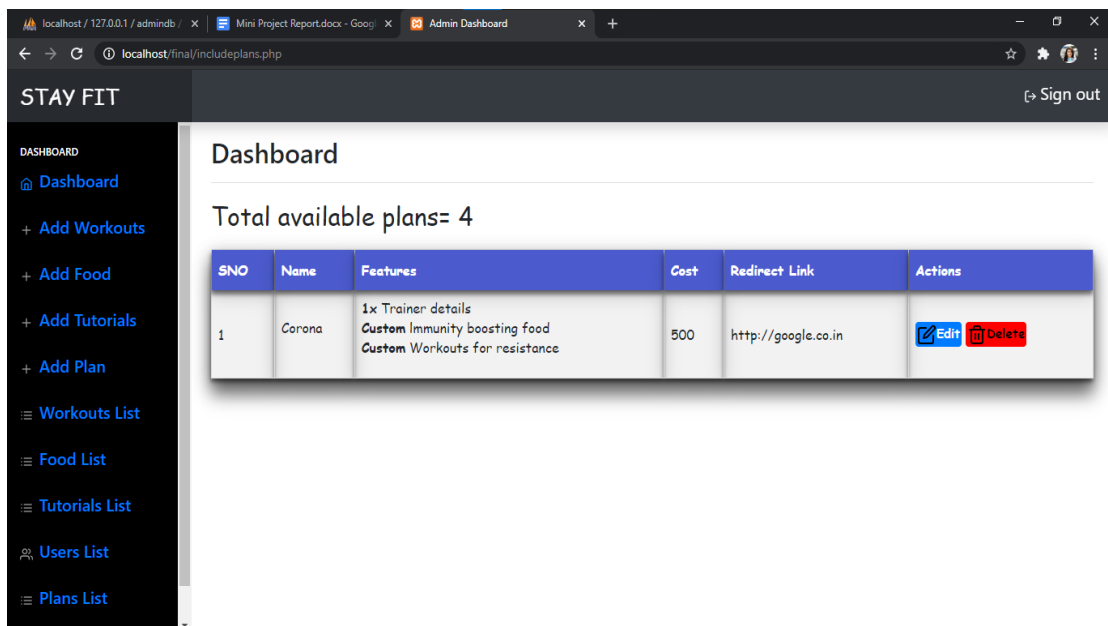 localhost / 127.0.0.1 / admindb /
Mini Project Report.docx - Googl
Admin Dashboard
localhost/final/includeplans.php
STAY FIT
Sign out
DASHBOARD
Dashboard
Add Workouts
Add Food
Add Tutorials
Add Plan
Workouts List
Food List
Tutorials List
Users List
Plans List
Dashboard
Total available plans= 4
SNO Name Features Cost Redirect Link Actions
1 Corona 1x Trainer details
Custom Immunity boosting food
Custom Workouts for resistance
500 http://google.co.in Edit Delete